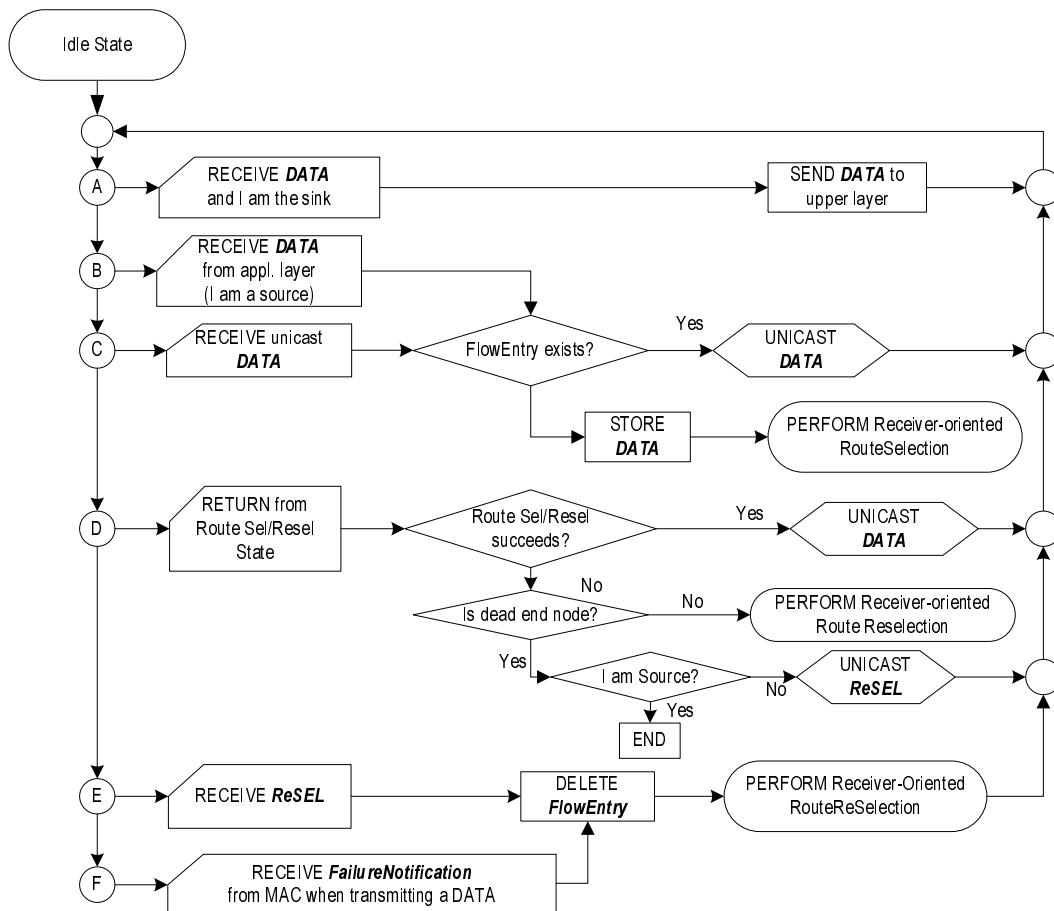 Idle State
A
RECEIVE DATA
and I am the sink
SEND DATA to
upper layer
B
RECEIVE DATA
from appl. layer
(I am a source)
C
RECEIVE unicast
DATA
FlowEntry exists?
Yes
UNICAST
DATA
STORE
DATA
PERFORM Receiver-oriented
RouteSelection
D
RETURN from
Route Sel/Resel
State
Route Sel/Resel
succeeds?
Yes
UNICAST
DATA
No
Is dead end node?
No
PERFORM Receiver-oriented
Route Reselection
Yes
I am Source?
No
UNICAST
ReSEL
Yes
END
E
RECEIVE ReSEL
DELETE
FlowEntry
PERFORM Receiver-Oriented
RouteReSelection
F
RECEIVE FailureNotification
from MAC when transmitting a DATA